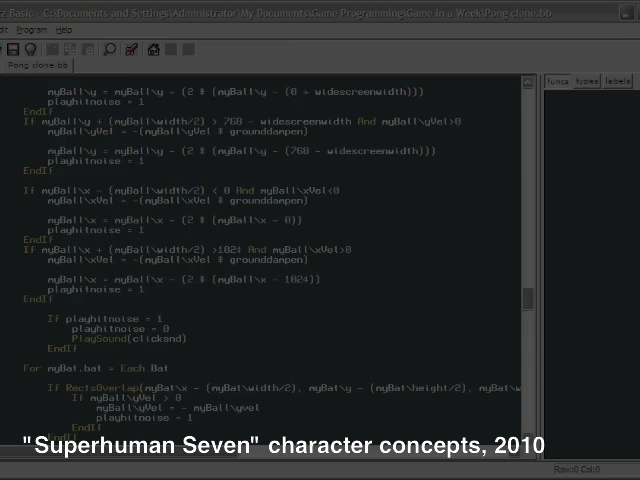 z Basic - C:\Documents and Settings\Administrator\My Documents\Game Programming\Game in a Week\Pong clone.bb
dit Program Help
Pong clone.bb
funcs types labels
myBall\y = myBall\y - (2 * (myBall\y - (0 + widescreenwidth)))
playhitnoise = 1
EndIf
If myBall\y + (myBall\width/2) > 768 - widescreenwidth And myBall\yVel>0
myBall\yVel = -(myBall\yVel * grounddampen)
myBall\y = myBall\y - (2 * (myBall\y - (768 - widescreenwidth)))
playhitnoise = 1
EndIf
If myBall\x - (myBall\width/2) < 0 And myBall\xVel<0
myBall\xVel = -(myBall\xVel * grounddampen)
myBall\x = myBall\x - (2 * (myBall\x - 0))
playhitnoise = 1
EndIf
If myBall\x + (myBall\width/2) >1024 And myBall\xVel>0
myBall\xVel = -(myBall\xVel * grounddampen)
myBall\x = myBall\x - (2 * (myBall\x - 1024))
playhitnoise = 1
EndIf
If playhitnoise = 1
playhitnoise = 0
PlaySound(clicksnd)
EndIf
For myBat.bat = Each Bat
If RectsOverlap(myBat\x - (myBat\width/2), myBat\y - (myBat\height/2), myBat\w
If myBall\yVel > 0
myBall\yVel = - myBall\yvel
playhitnoise = 1
EndIf
EndIf
"Superhuman Seven" character concepts, 2010
Row:0 Col:0